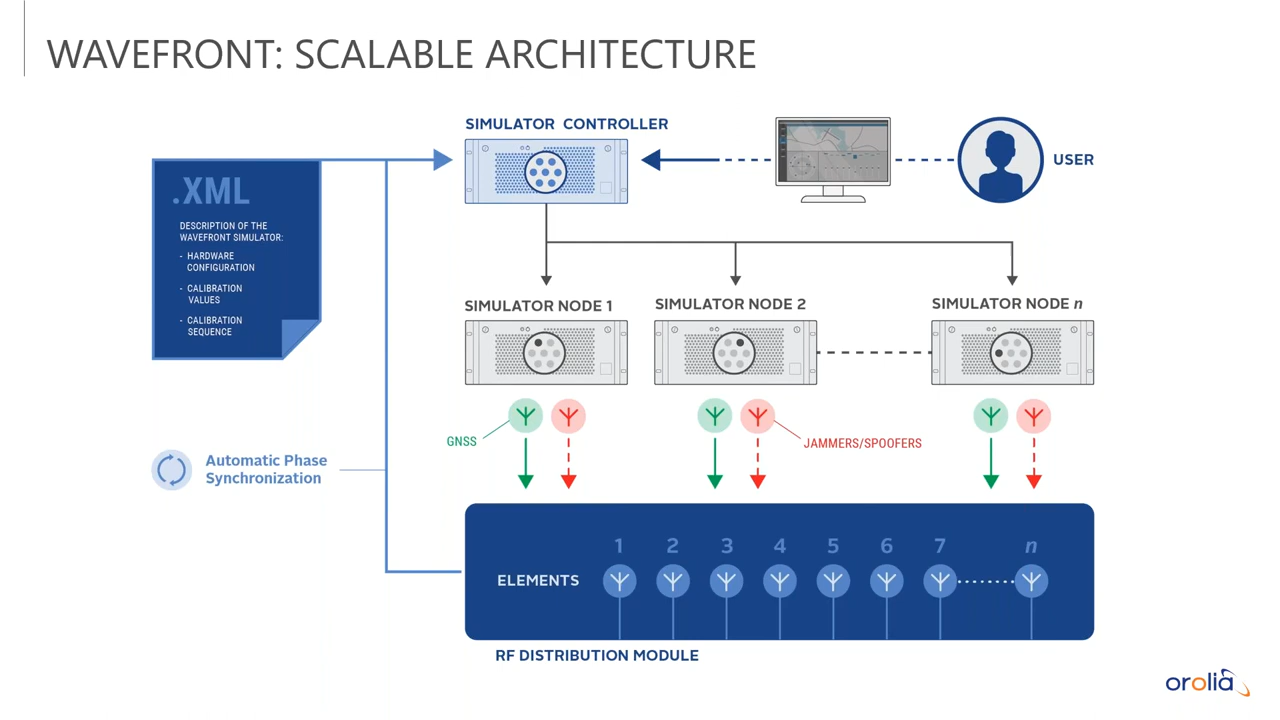 WAVEFRONT: SCALABLE ARCHITECTURE
SIMULATOR CONTROLLER
USER
.XML
DESCRIPTION OF THE
WAVEFRONT SIMULATOR:
- HARDWARE
CONFIGURATION
- CALIBRATION
VALUES
- CALIBRATION
SEQUENCE
SIMULATOR NODE 1
SIMULATOR NODE 2
SIMULATOR NODE n
GNSS
JAMMERS/SPOOFERS
Automatic Phase
Synchronization
1 2 3 4 5 6 7 n
ELEMENTS
RF DISTRIBUTION MODULE
orolia